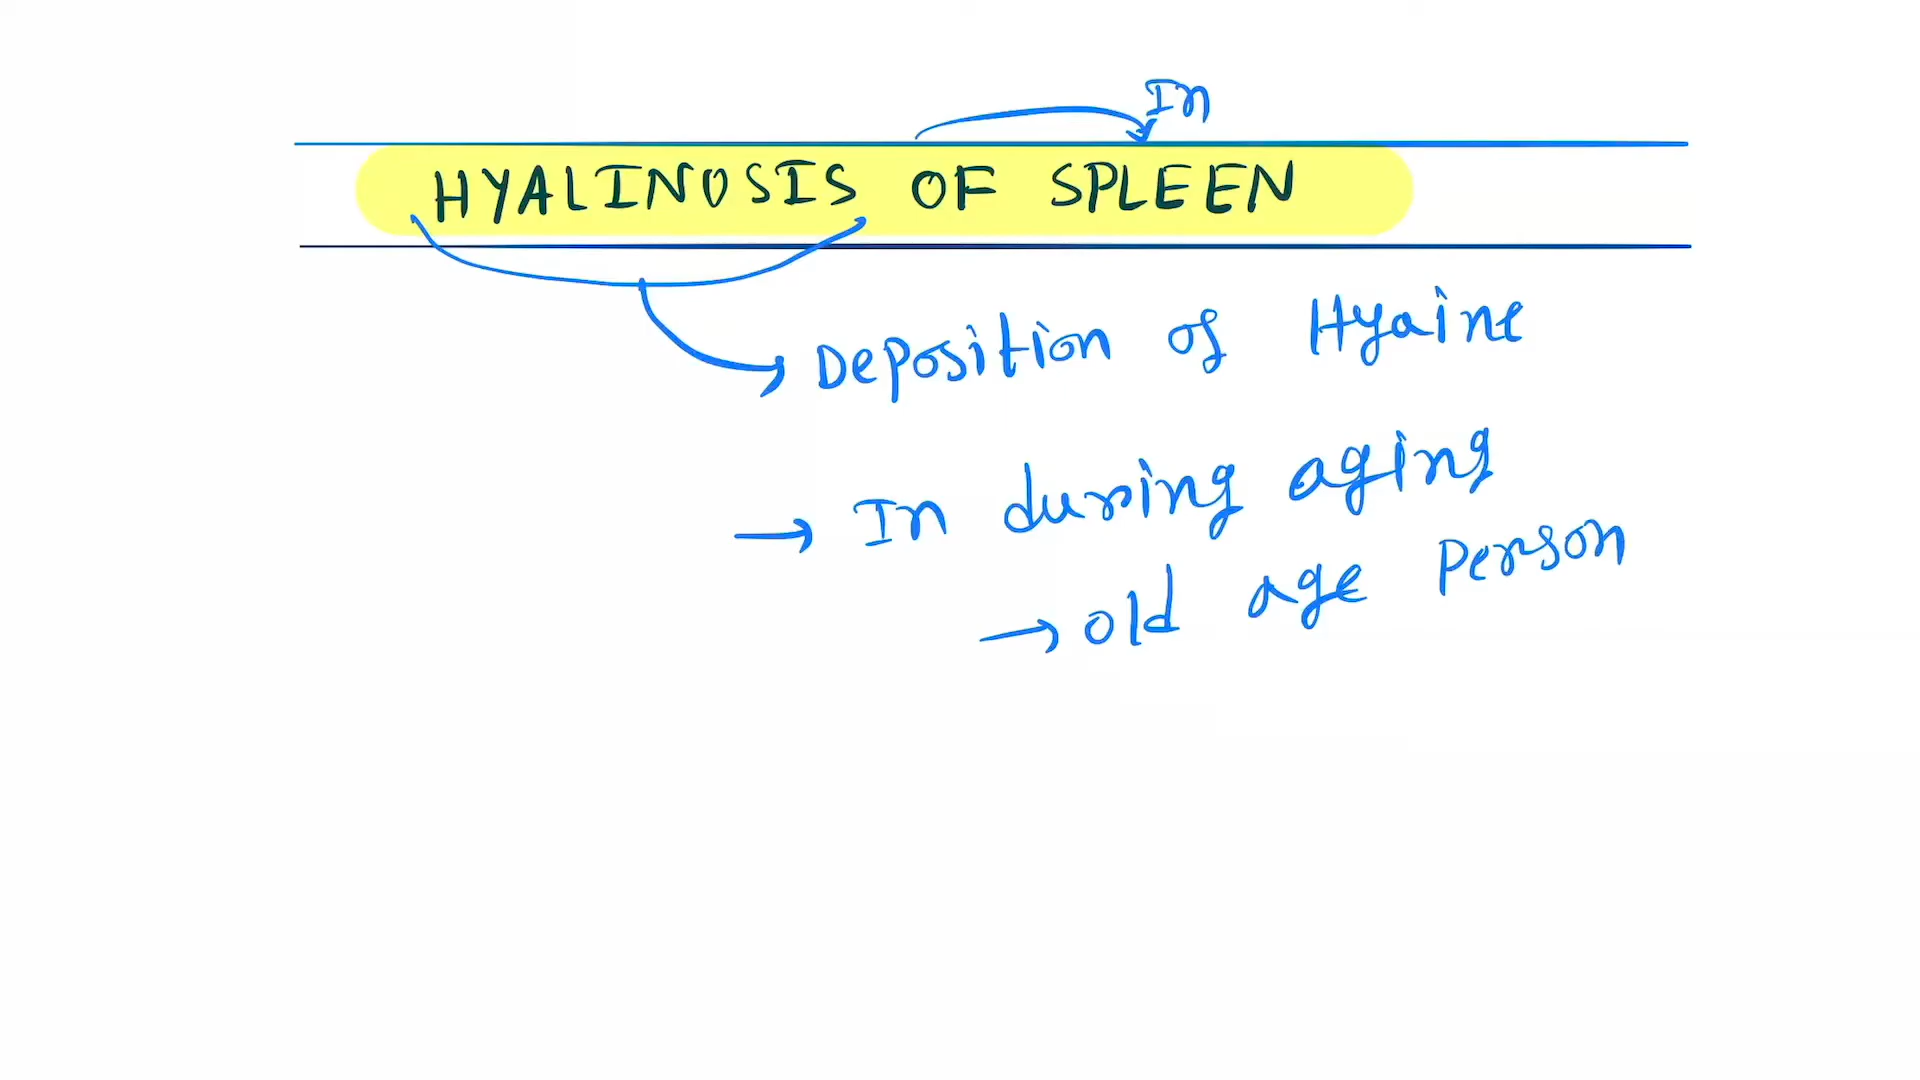 In
HYALINOSIS OF SPLEEN
→ Deposition of Hyaine
→ In during aging
→ old age person